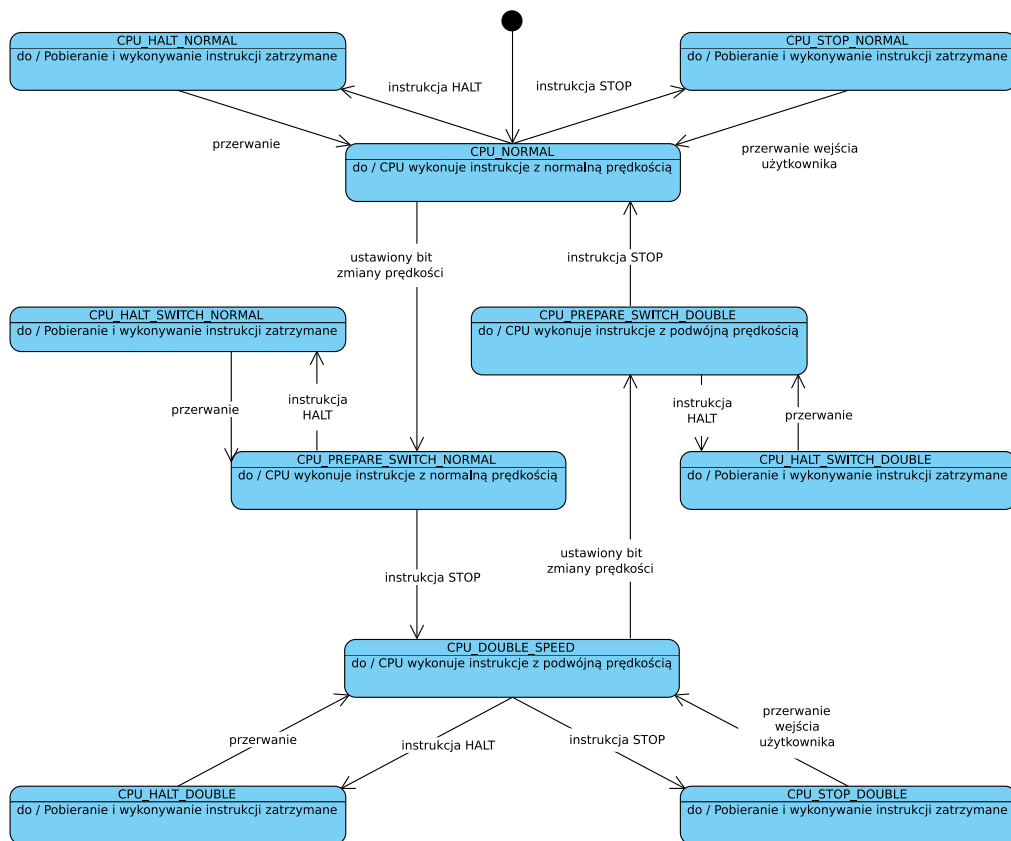 CPU_HALT_NORMAL
do / Pobieranie i wykonywanie instrukcji zatrzymane
CPU_STOP_NORMAL
do / Pobieranie i wykonywanie instrukcji zatrzymane
instrukcja HALT
instrukcja STOP
przerwanie
przerwanie wejścia
użytkownika
CPU_NORMAL
do / CPU wykonuje instrukcje z normalną prędkością
ustawiony bit
zmiany prędkości
instrukcja STOP
CPU_HALT_SWITCH_NORMAL
do / Pobieranie i wykonywanie instrukcji zatrzymane
CPU_PREPARE_SWITCH_DOUBLE
do / CPU wykonuje instrukcje z podwójną prędkością
przerwanie
instrukcja
HALT
instrukcja
HALT
przerwanie
CPU_PREPARE_SWITCH_NORMAL
do / CPU wykonuje instrukcje z normalną prędkością
CPU_HALT_SWITCH_DOUBLE
do / Pobieranie i wykonywanie instrukcji zatrzymane
instrukcja STOP
ustawiony bit
zmiany prędkości
CPU_DOUBLE_SPEED
do / CPU wykonuje instrukcje z podwójną prędkością
przerwanie
instrukcja HALT
instrukcja STOP
przerwanie
wejścia
użytkownika
CPU_HALT_DOUBLE
do / Pobieranie i wykonywanie instrukcji zatrzymane
CPU_STOP_DOUBLE
do / Pobieranie i wykonywanie instrukcji zatrzymane